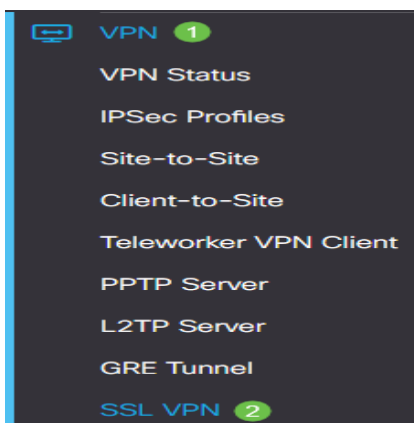 VPN 1
VPN Status
IPSec Profiles
Site-to-Site
Client-to-Site
Teleworker VPN Client
PPTP Server
L2TP Server
GRE Tunnel
SSL VPN 2